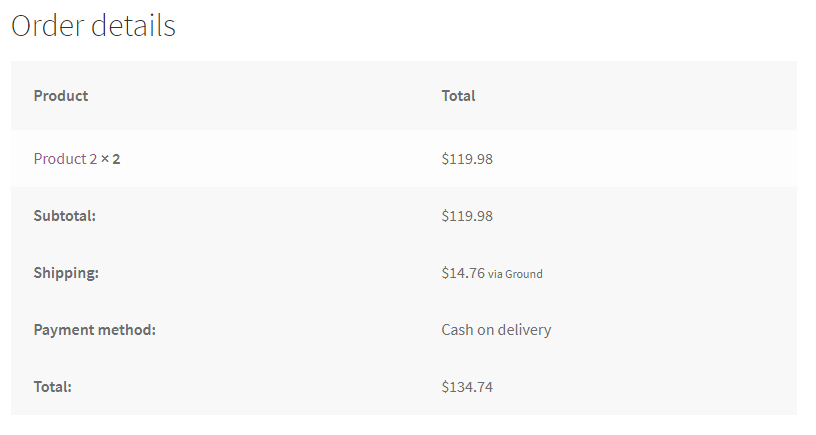 Order details
Product Total
Product 2 × 2 $119.98
Subtotal: $119.98
Shipping: $14.76 via Ground
Payment method: Cash on delivery
Total: $134.74